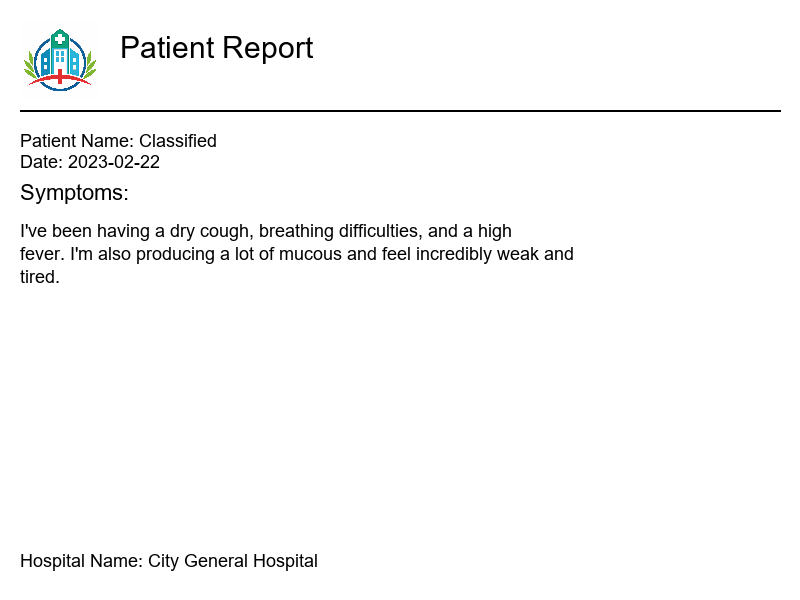 Patient Report
Patient Name: Classified
Date: 2023-02-22
Symptoms:
I've been having a dry cough, breathing difficulties, and a high
fever. I'm also producing a lot of mucous and feel incredibly weak and
tired.
Hospital Name: City General Hospital